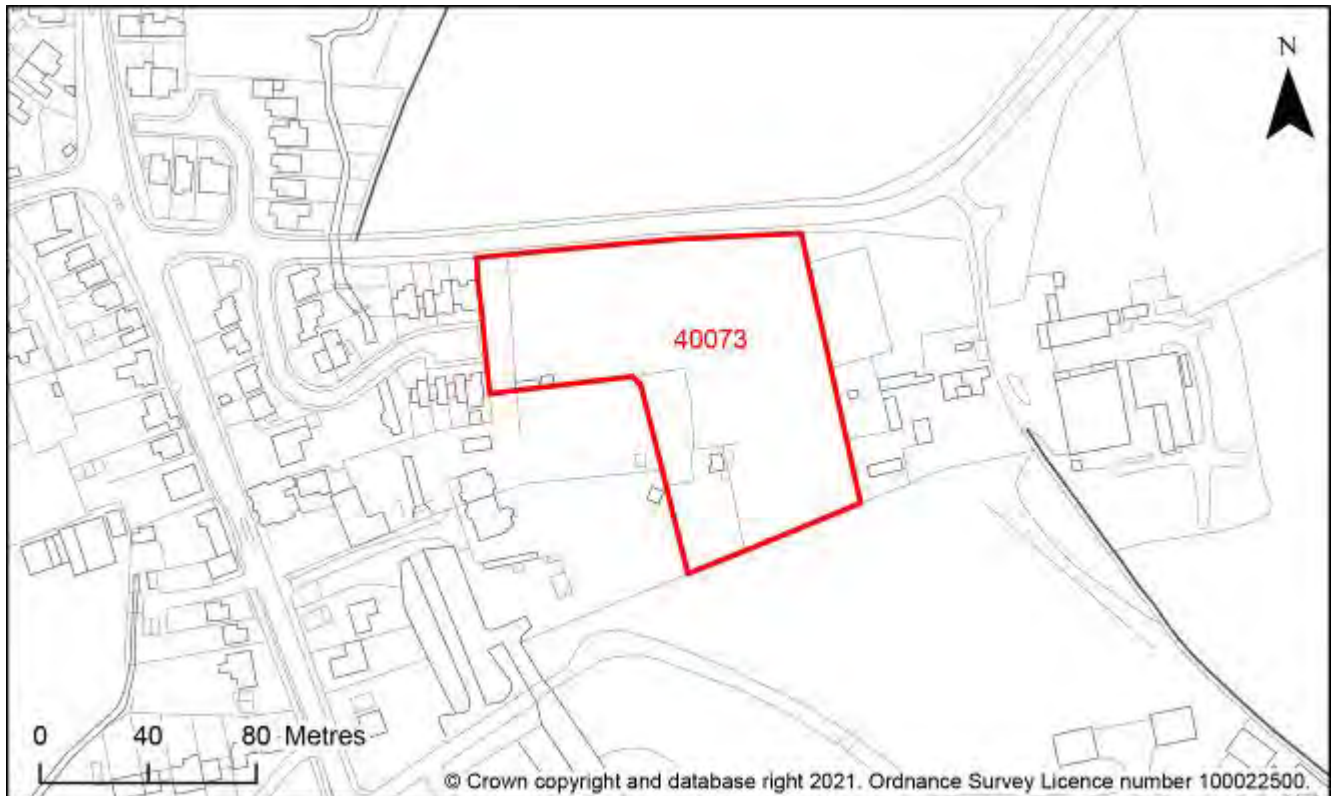 N
40073
0 40 80 Metres
© Crown copyright and database right 2021. Ordnance Survey Licence number 100022500.